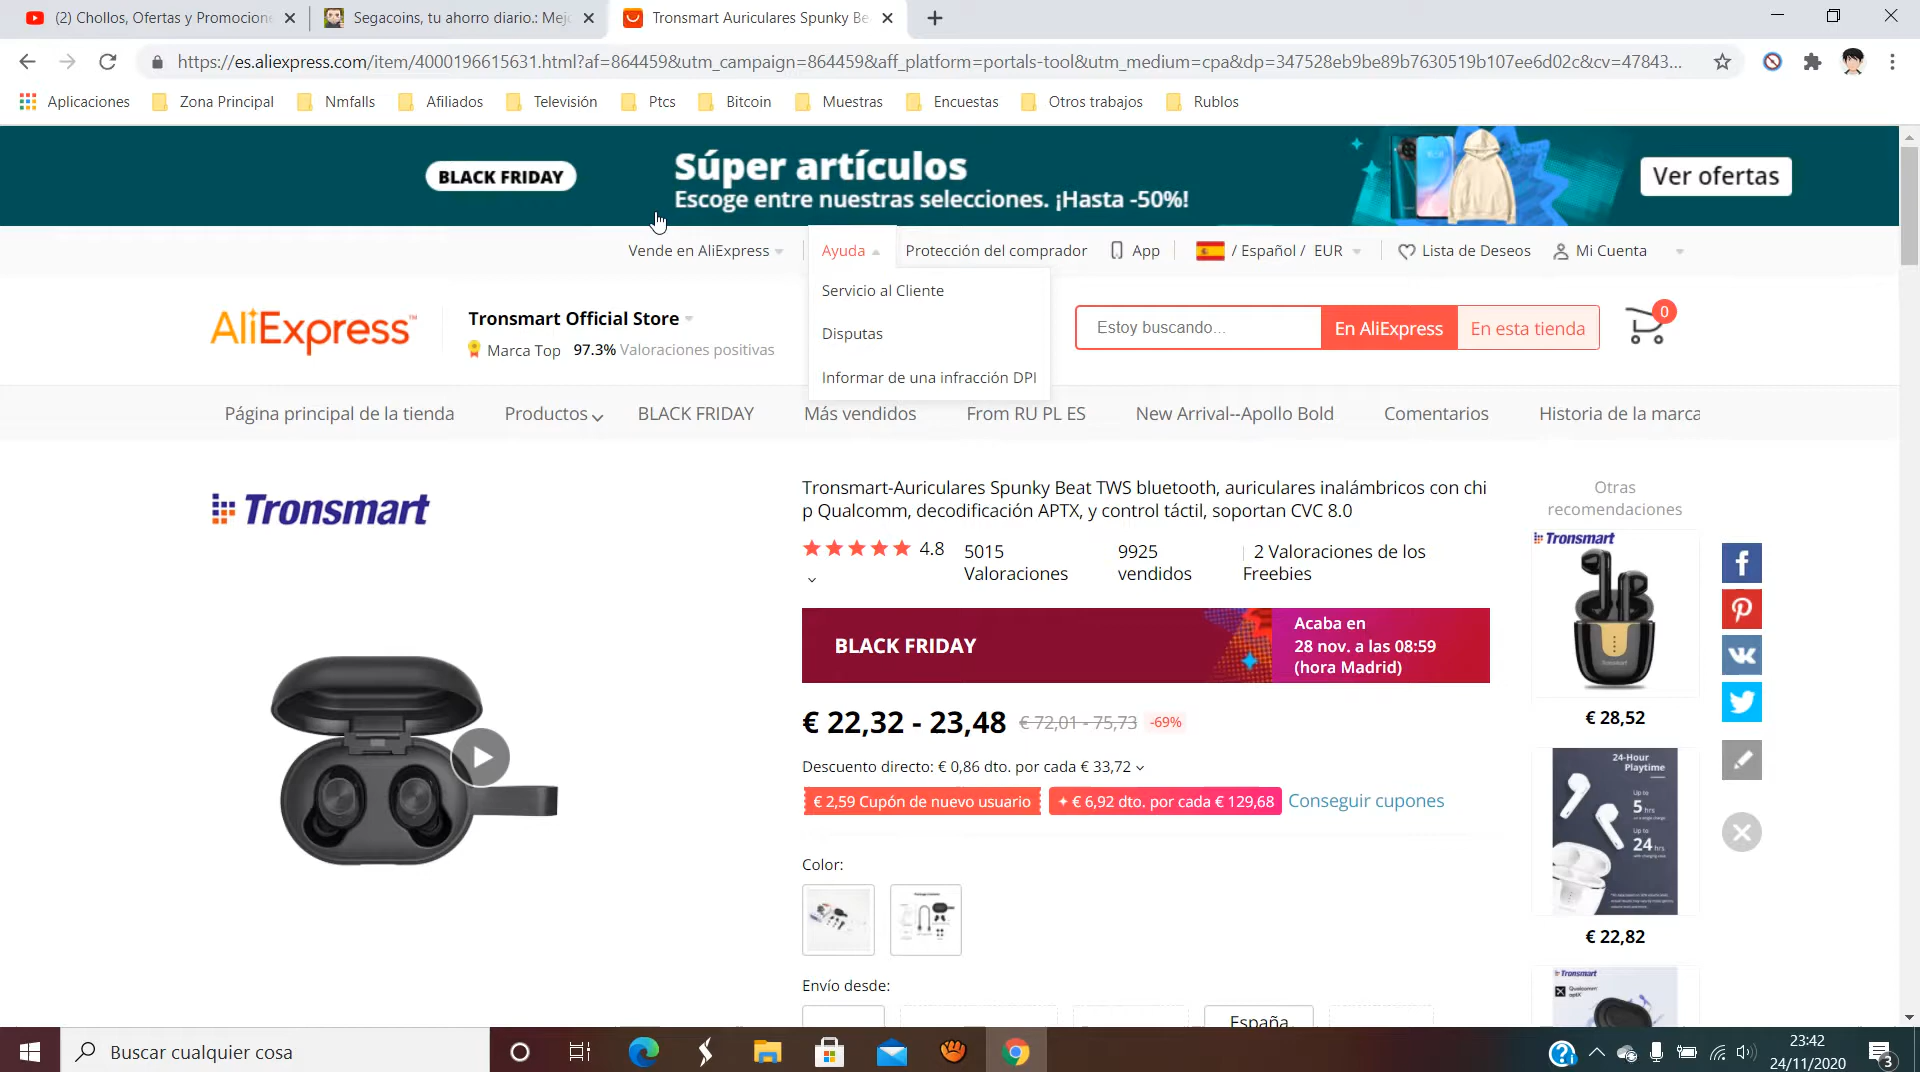 (2) Chollos, Ofertas y Promocione
Segacoins, tu ahorro diario.: Mej
Tronsmart Auriculares Spunky Be
https://es.aliexpress.com/item/4000196615631.html?af=864459&utm_campaign=864459&aff_platform=portals-tool&utm_medium=cpa&dp=347528eb9be89b7630519b107ee6d02c&cv=47843...
Aplicaciones Zona Principal Nmfalls Afiliados Televisión Ptcs Bitcoin Muestras Encuestas Otros trabajos Rublos
BLACK FRIDAY
Súper artículos
Escoge entre nuestras selecciones. ¡Hasta -50%!
Ver ofertas
Vende en AliExpress Ayuda Protección del comprador App / Español / EUR Lista de Deseos Mi Cuenta
Servicio al Cliente
Disputas
Informar de una infracción DPI
AliExpress™
Tronsmart Official Store
Marca Top 97.3% Valoraciones positivas
Estoy buscando... En AliExpress En esta tienda
0
Página principal de la tienda Productos BLACK FRIDAY Más vendidos From RU PL ES New Arrival--Apollo Bold Comentarios Historia de la marca
Tronsmart
Tronsmart-Auriculares Spunky Beat TWS bluetooth, auriculares inalámbricos con chi
p Qualcomm, decodificación APTX, y control táctil, soportan CVC 8.0
4.8
5015
Valoraciones
9925
vendidos
2 Valoraciones de los
Freebies
BLACK FRIDAY
Acaba en
28 nov. a las 08:59
(hora Madrid)
€ 22,32 - 23,48 € 72,01 - 75,73 -69%
Descuento directo: € 0,86 dto. por cada € 33,72
€ 2,59 Cupón de nuevo usuario € 6,92 dto. por cada € 129,68 Conseguir cupones
Color:
Envío desde:
España
Otras
recomendaciones
Tronsmart
€ 28,52
24-Hour
Playtime
Up to
5 hrs
Up to
24 hrs
€ 22,82
Tronsmart
Qualcomm
aptX
Buscar cualquier cosa
23:42
24/11/2020
3